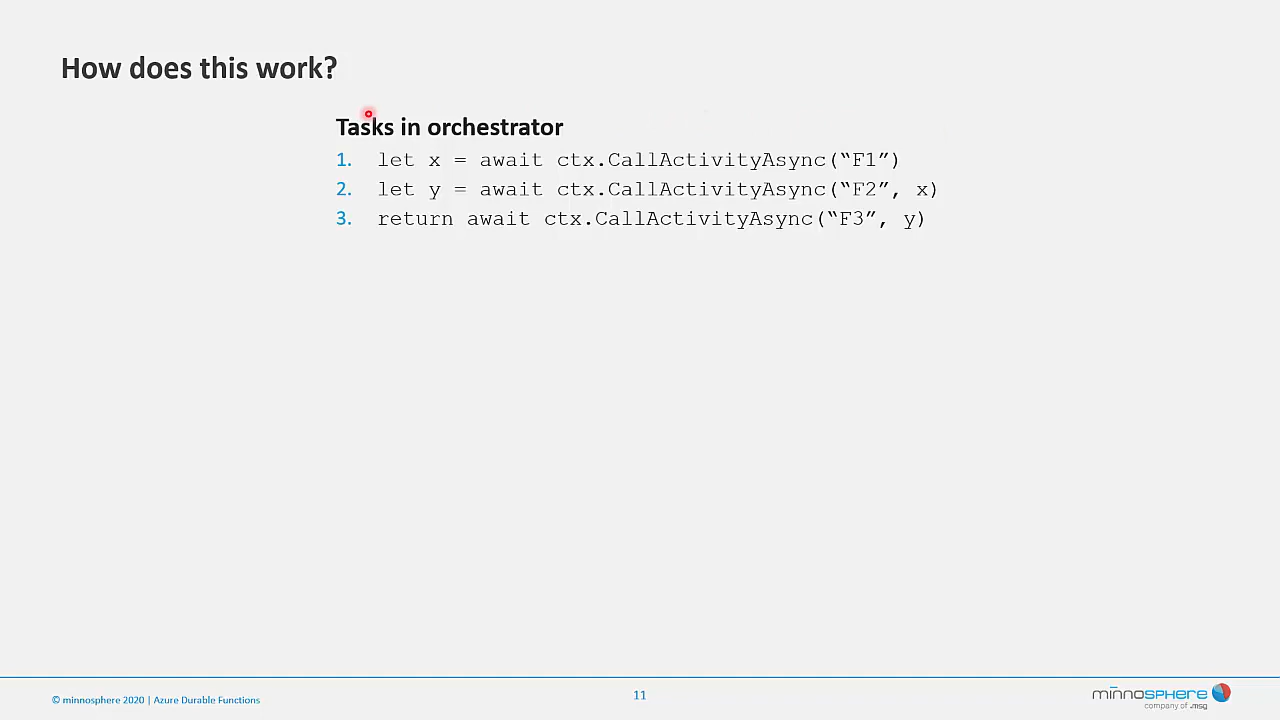 How does this work?
Tasks in orchestrator
1. let x = await ctx.CallActivityAsync(“F1”)
2. let y = await ctx.CallActivityAsync(“F2”, x)
3. return await ctx.CallActivityAsync(“F3”, y)
© minnosphere 2020 | Azure Durable Functions
11
minnosphere
company of .msg